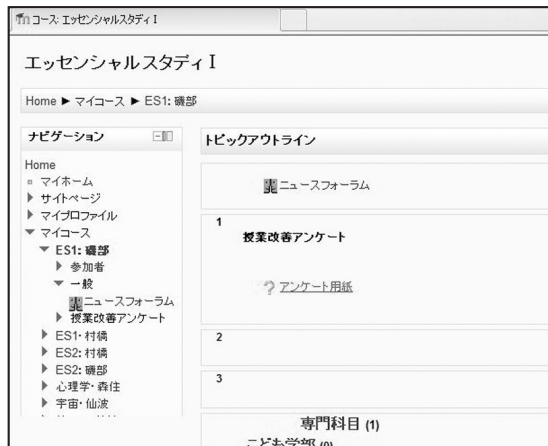 コース: エッセンシャルスタディ I
エッセンシャルスタディ I
Home ▶ マイコース ▶ ES1: 磯部
ナビゲーション
Home
マイホーム
サイトページ
マイプロファイル
マイコース
ES1: 磯部
参加者
一般
ニュースフォーラム
授業改善アンケート
ES1・村橋
ES2: 村橋
ES2: 磯部
心理学・森住
宇宙・仙波
トピックアウトライン
ニュースフォーラム
1
授業改善アンケート
アンケート用紙
2
3
専門科目 (1)
こども学部 (0)